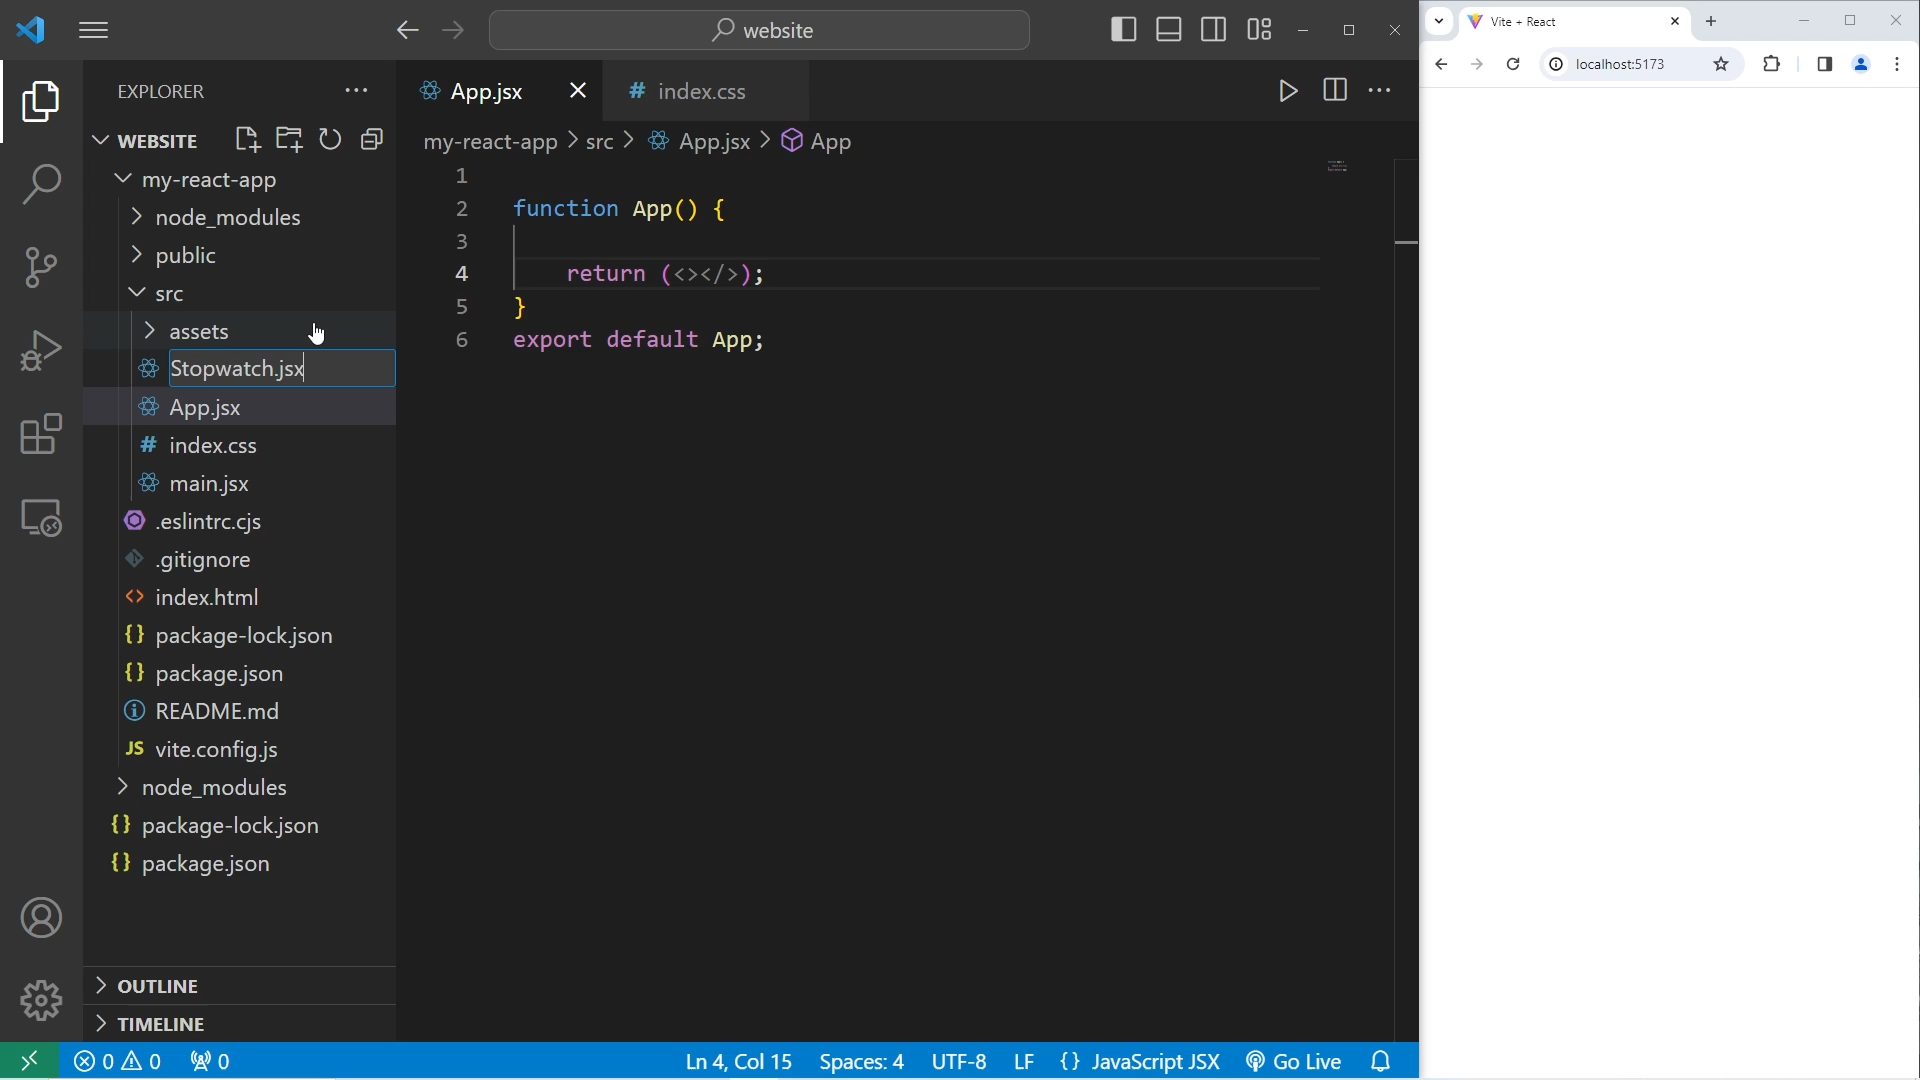 website
Vite + React
localhost:5173
EXPLORER
App.jsx
# index.css
WEBSITE
my-react-app > src > App.jsx > App
my-react-app
node_modules
public
src
assets
Stopwatch.jsx
App.jsx
# index.css
main.jsx
.eslintrc.cjs
.gitignore
<> index.html
{} package-lock.json
{} package.json
README.md
JS vite.config.js
node_modules
{} package-lock.json
{} package.json
OUTLINE
TIMELINE
1
2 function App() {
3
4 return (<></>);
5 }
6 export default App;
0 0 0
Ln 4, Col 15 Spaces: 4 UTF-8 LF {} JavaScript JSX Go Live